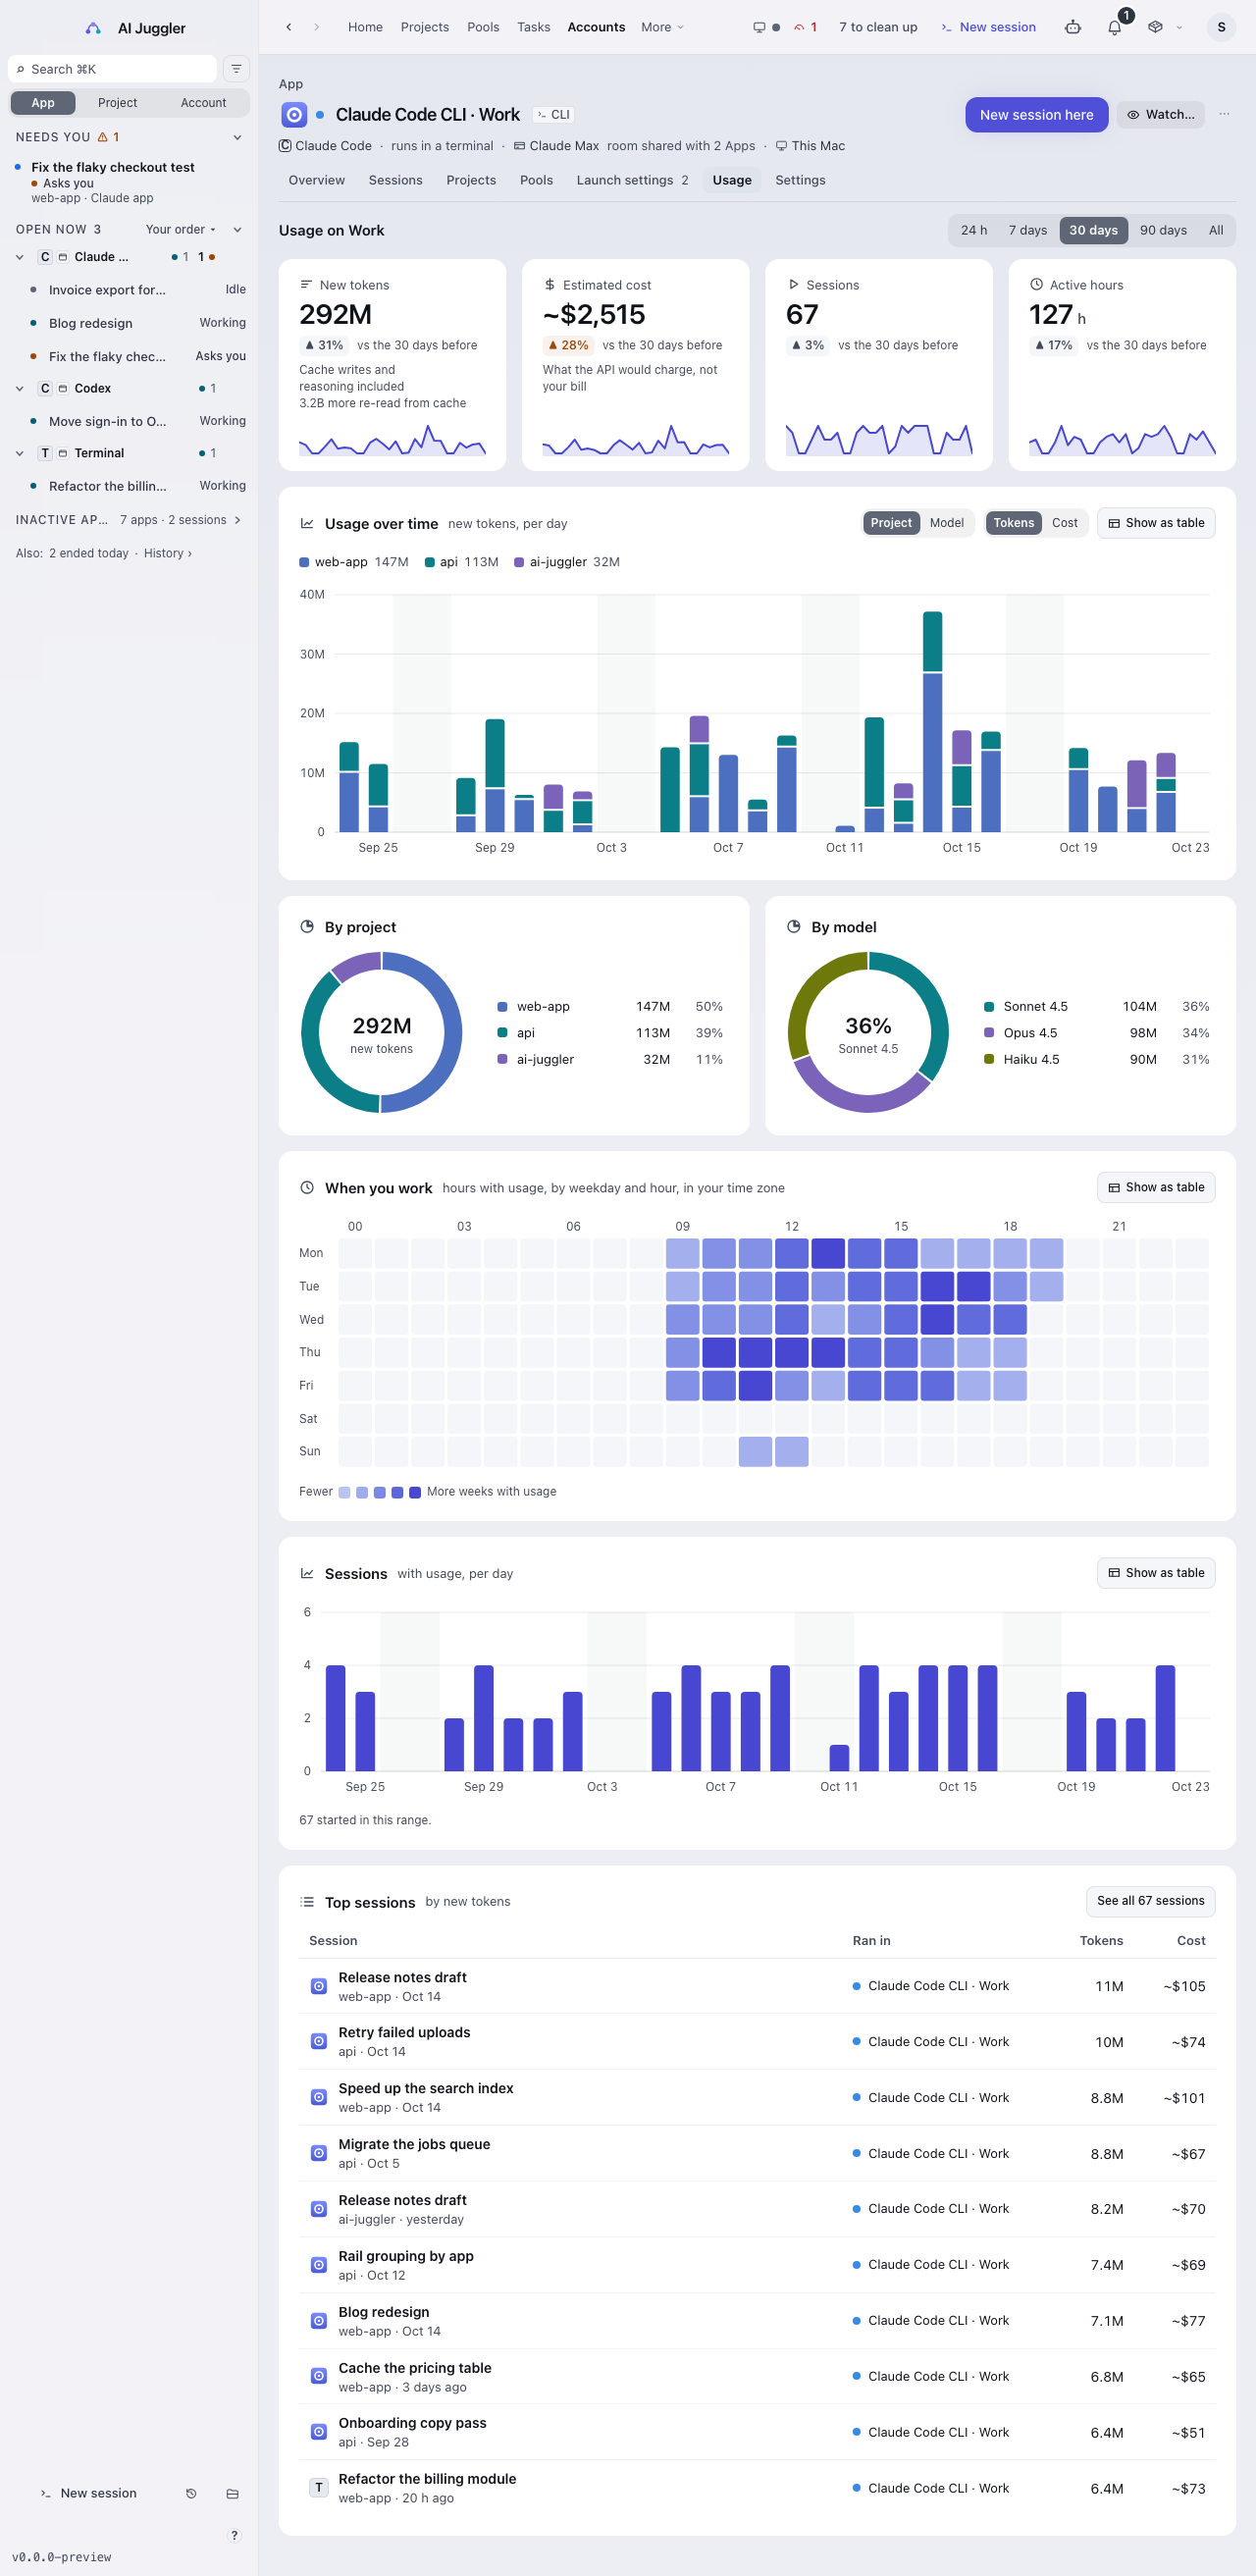 AI Juggler
Search ⌘K
App Project Account
NEEDS YOU 1
Fix the flaky checkout test
Asks you
web-app · Claude app
OPEN NOW 3 Your order
C Claude ... 1 1
Invoice export for... Idle
Blog redesign Working
Fix the flaky chec... Asks you
C Codex 1
Move sign-in to O... Working
T Terminal 1
Refactor the billin... Working
INACTIVE AP... 7 apps · 2 sessions
Also: 2 ended today · History ›
New session
?
v0.0.0-preview
Home Projects Pools Tasks Accounts More 1 7 to clean up New session 1 S
App
Claude Code CLI · Work CLI
New session here Watch... ...
C Claude Code · runs in a terminal · Claude Max room shared with 2 Apps · This Mac
Overview Sessions Projects Pools Launch settings 2 Usage Settings
Usage on Work
24 h 7 days 30 days 90 days All
New tokens
292M
▲ 31% vs the 30 days before
Cache writes and
reasoning included
3.2B more re-read from cache
Estimated cost
~$2,515
▲ 28% vs the 30 days before
What the API would charge, not
your bill
Sessions
67
▲ 3% vs the 30 days before
Active hours
127 h
▲ 17% vs the 30 days before
Usage over time new tokens, per day
Project Model Tokens Cost Show as table
web-app 147M api 113M ai-juggler 32M
40M
30M
20M
10M
0
Sep 25 Sep 29 Oct 3 Oct 7 Oct 11 Oct 15 Oct 19 Oct 23
By project
292M
new tokens
web-app 147M 50%
api 113M 39%
ai-juggler 32M 11%
By model
36%
Sonnet 4.5
Sonnet 4.5 104M 36%
Opus 4.5 98M 34%
Haiku 4.5 90M 31%
When you work hours with usage, by weekday and hour, in your time zone
Show as table
00 03 06 09 12 15 18 21
Mon
Tue
Wed
Thu
Fri
Sat
Sun
Fewer More weeks with usage
Sessions with usage, per day
Show as table
6
4
2
0
Sep 25 Sep 29 Oct 3 Oct 7 Oct 11 Oct 15 Oct 19 Oct 23
67 started in this range.
Top sessions by new tokens
See all 67 sessions
Session Ran in Tokens Cost
Release notes draft
web-app · Oct 14
Claude Code CLI · Work 11M ~$105
Retry failed uploads
api · Oct 14
Claude Code CLI · Work 10M ~$74
Speed up the search index
web-app · Oct 14
Claude Code CLI · Work 8.8M ~$101
Migrate the jobs queue
api · Oct 5
Claude Code CLI · Work 8.8M ~$67
Release notes draft
ai-juggler · yesterday
Claude Code CLI · Work 8.2M ~$70
Rail grouping by app
api · Oct 12
Claude Code CLI · Work 7.4M ~$69
Blog redesign
web-app · Oct 14
Claude Code CLI · Work 7.1M ~$77
Cache the pricing table
web-app · 3 days ago
Claude Code CLI · Work 6.8M ~$65
Onboarding copy pass
api · Sep 28
Claude Code CLI · Work 6.4M ~$51
T
Refactor the billing module
web-app · 20 h ago
Claude Code CLI · Work 6.4M ~$73